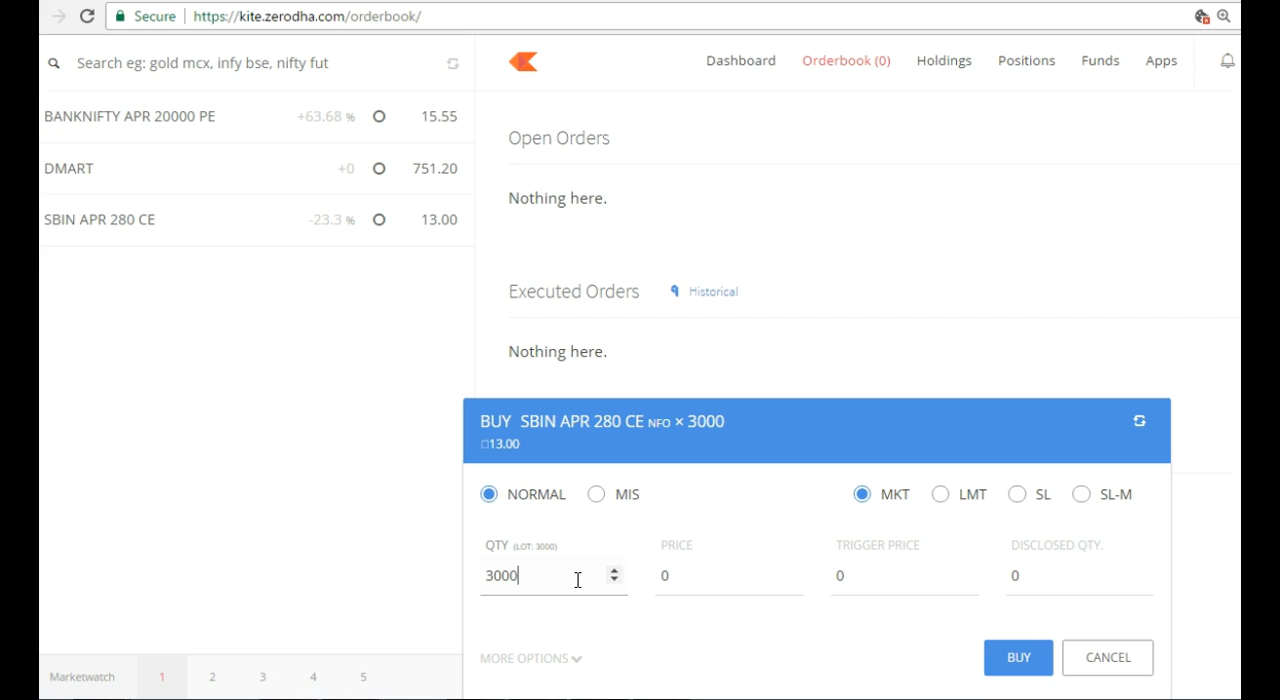 Secure | https://kite.zerodha.com/orderbook/
Search eg: gold mcx, infy bse, nifty fut
BANKNIFTY APR 20000 PE +63.68 % 15.55
DMART +0 751.20
SBIN APR 280 CE -23.3 % 13.00
Marketwatch 1 2 3 4 5
Dashboard Orderbook (0) Holdings Positions Funds Apps
Open Orders
Nothing here.
Executed Orders Historical
Nothing here.
BUY SBIN APR 280 CE NFO × 3000
□13.00
NORMAL MIS MKT LMT SL SL-M
QTY (LOT: 3000) PRICE TRIGGER PRICE DISCLOSED QTY.
3000 0 0 0
MORE OPTIONS BUY CANCEL